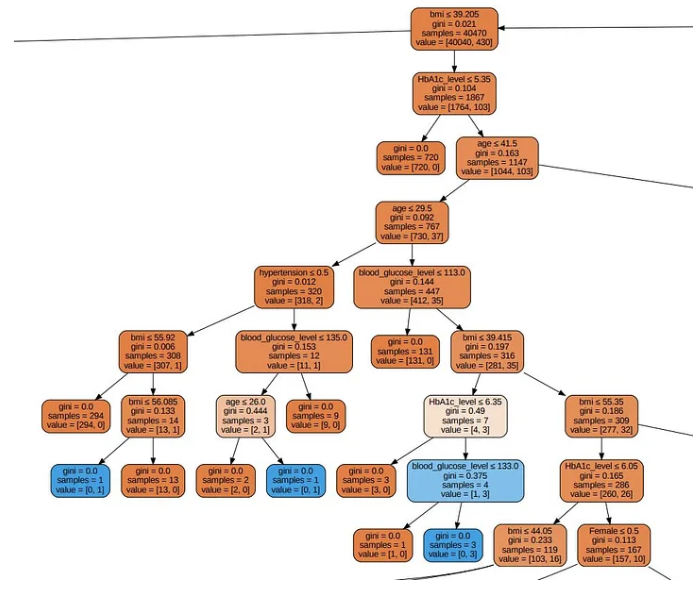 bmi ≤ 39.205
gini = 0.021
samples = 40470
value = [40040, 430]
HbA1c_level ≤ 5.35
gini = 0.104
samples = 1867
value = [1764, 103]
gini = 0.0
samples = 720
value = [720, 0]
age ≤ 41.5
gini = 0.163
samples = 1147
value = [1044, 103]
age ≤ 29.5
gini = 0.092
samples = 767
value = [730, 37]
hypertension ≤ 0.5
gini = 0.012
samples = 320
value = [318, 2]
blood_glucose_level ≤ 113.0
gini = 0.144
samples = 447
value = [412, 35]
bmi ≤ 55.92
gini = 0.006
samples = 308
value = [307, 1]
blood_glucose_level ≤ 135.0
gini = 0.153
samples = 12
value = [11, 1]
gini = 0.0
samples = 131
value = [131, 0]
bmi ≤ 39.415
gini = 0.197
samples = 316
value = [281, 35]
gini = 0.0
samples = 294
value = [294, 0]
bmi ≤ 56.085
gini = 0.133
samples = 14
value = [13, 1]
age ≤ 26.0
gini = 0.444
samples = 3
value = [2, 1]
gini = 0.0
samples = 9
value = [9, 0]
HbA1c_level ≤ 6.35
gini = 0.49
samples = 7
value = [4, 3]
bmi ≤ 55.35
gini = 0.186
samples = 309
value = [277, 32]
gini = 0.0
samples = 1
value = [0, 1]
gini = 0.0
samples = 13
value = [13, 0]
gini = 0.0
samples = 2
value = [2, 0]
gini = 0.0
samples = 1
value = [0, 1]
gini = 0.0
samples = 3
value = [3, 0]
blood_glucose_level ≤ 133.0
gini = 0.375
samples = 4
value = [1, 3]
HbA1c_level ≤ 6.05
gini = 0.165
samples = 286
value = [260, 26]
gini = 0.0
samples = 1
value = [1, 0]
gini = 0.0
samples = 3
value = [0, 3]
bmi ≤ 44.05
gini = 0.233
samples = 119
value = [103, 16]
Female ≤ 0.5
gini = 0.113
samples = 167
value = [157, 10]